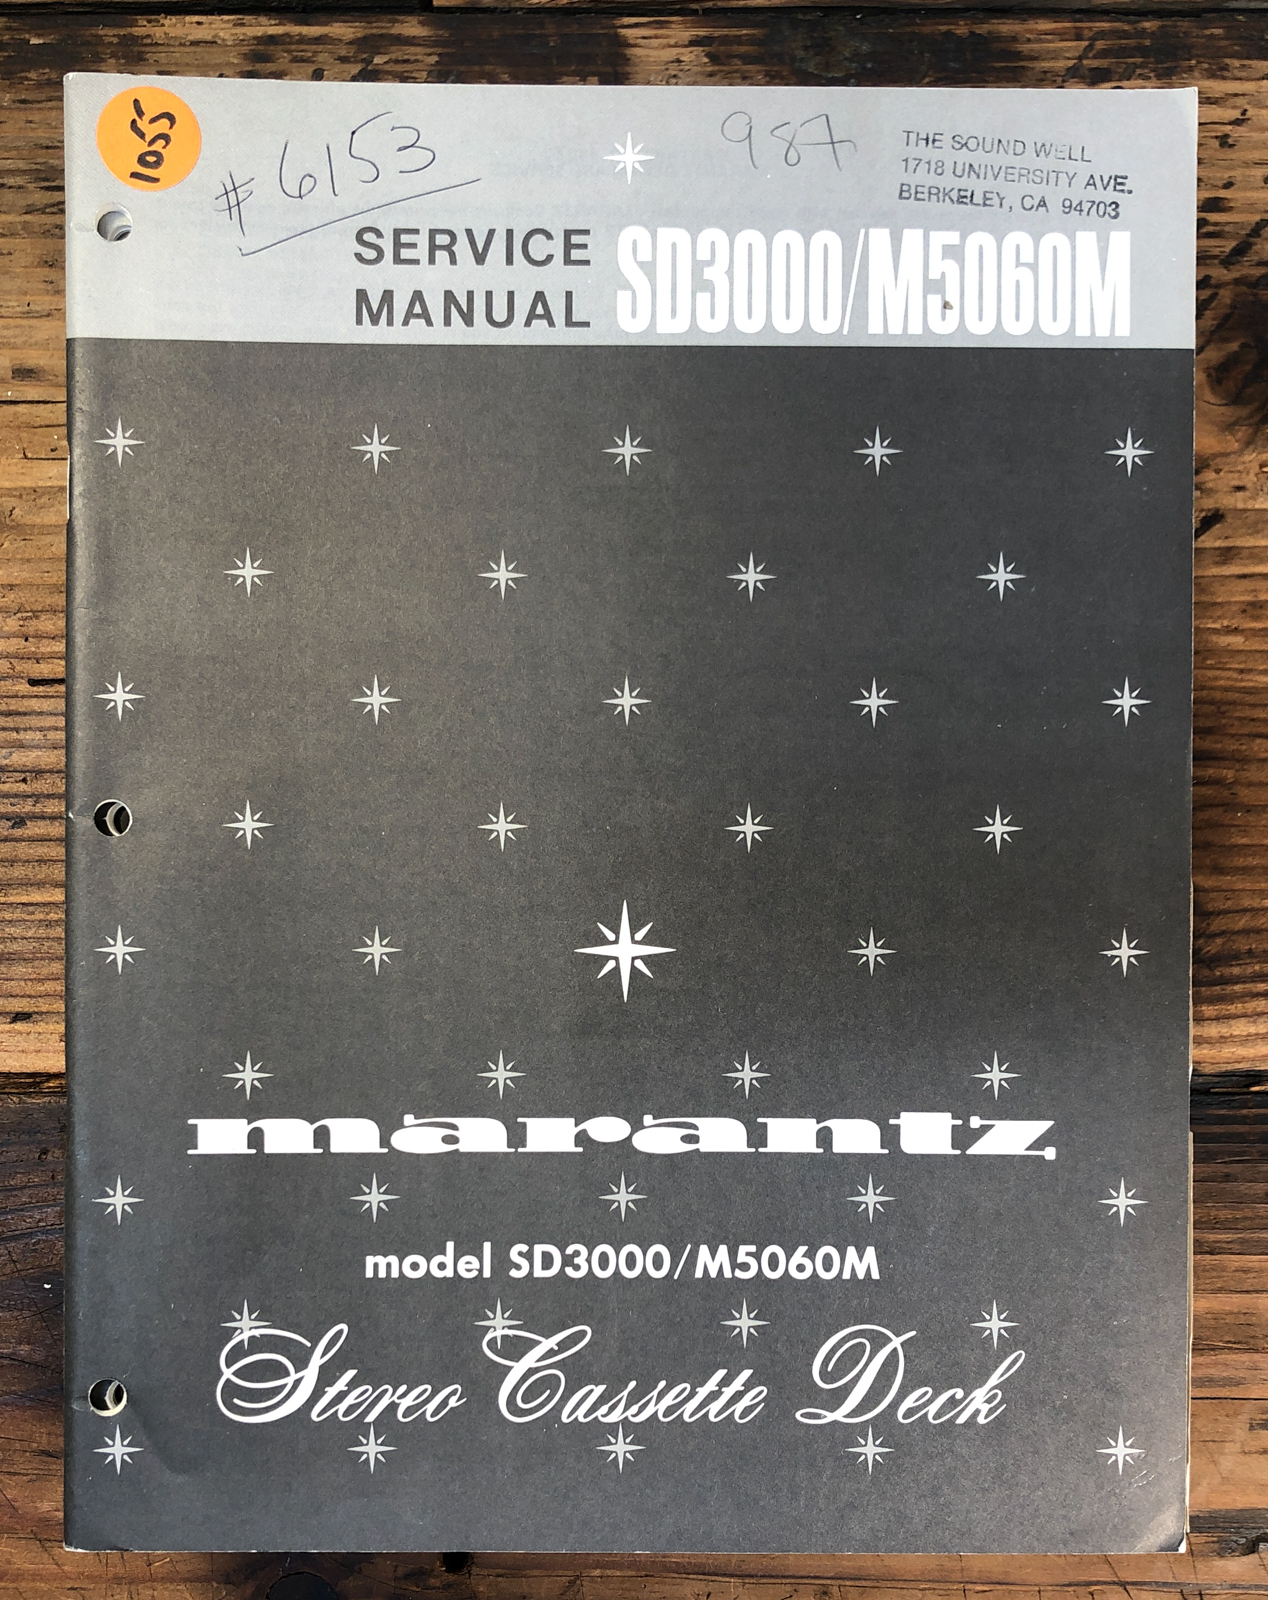 1055
#6153
987
THE SOUND WELL
1718 UNIVERSITY AVE.
BERKELEY, CA 94703
SERVICE
MANUAL
SD3000/M5060M
marantz
model SD3000/M5060M
Stereo Cassette Deck